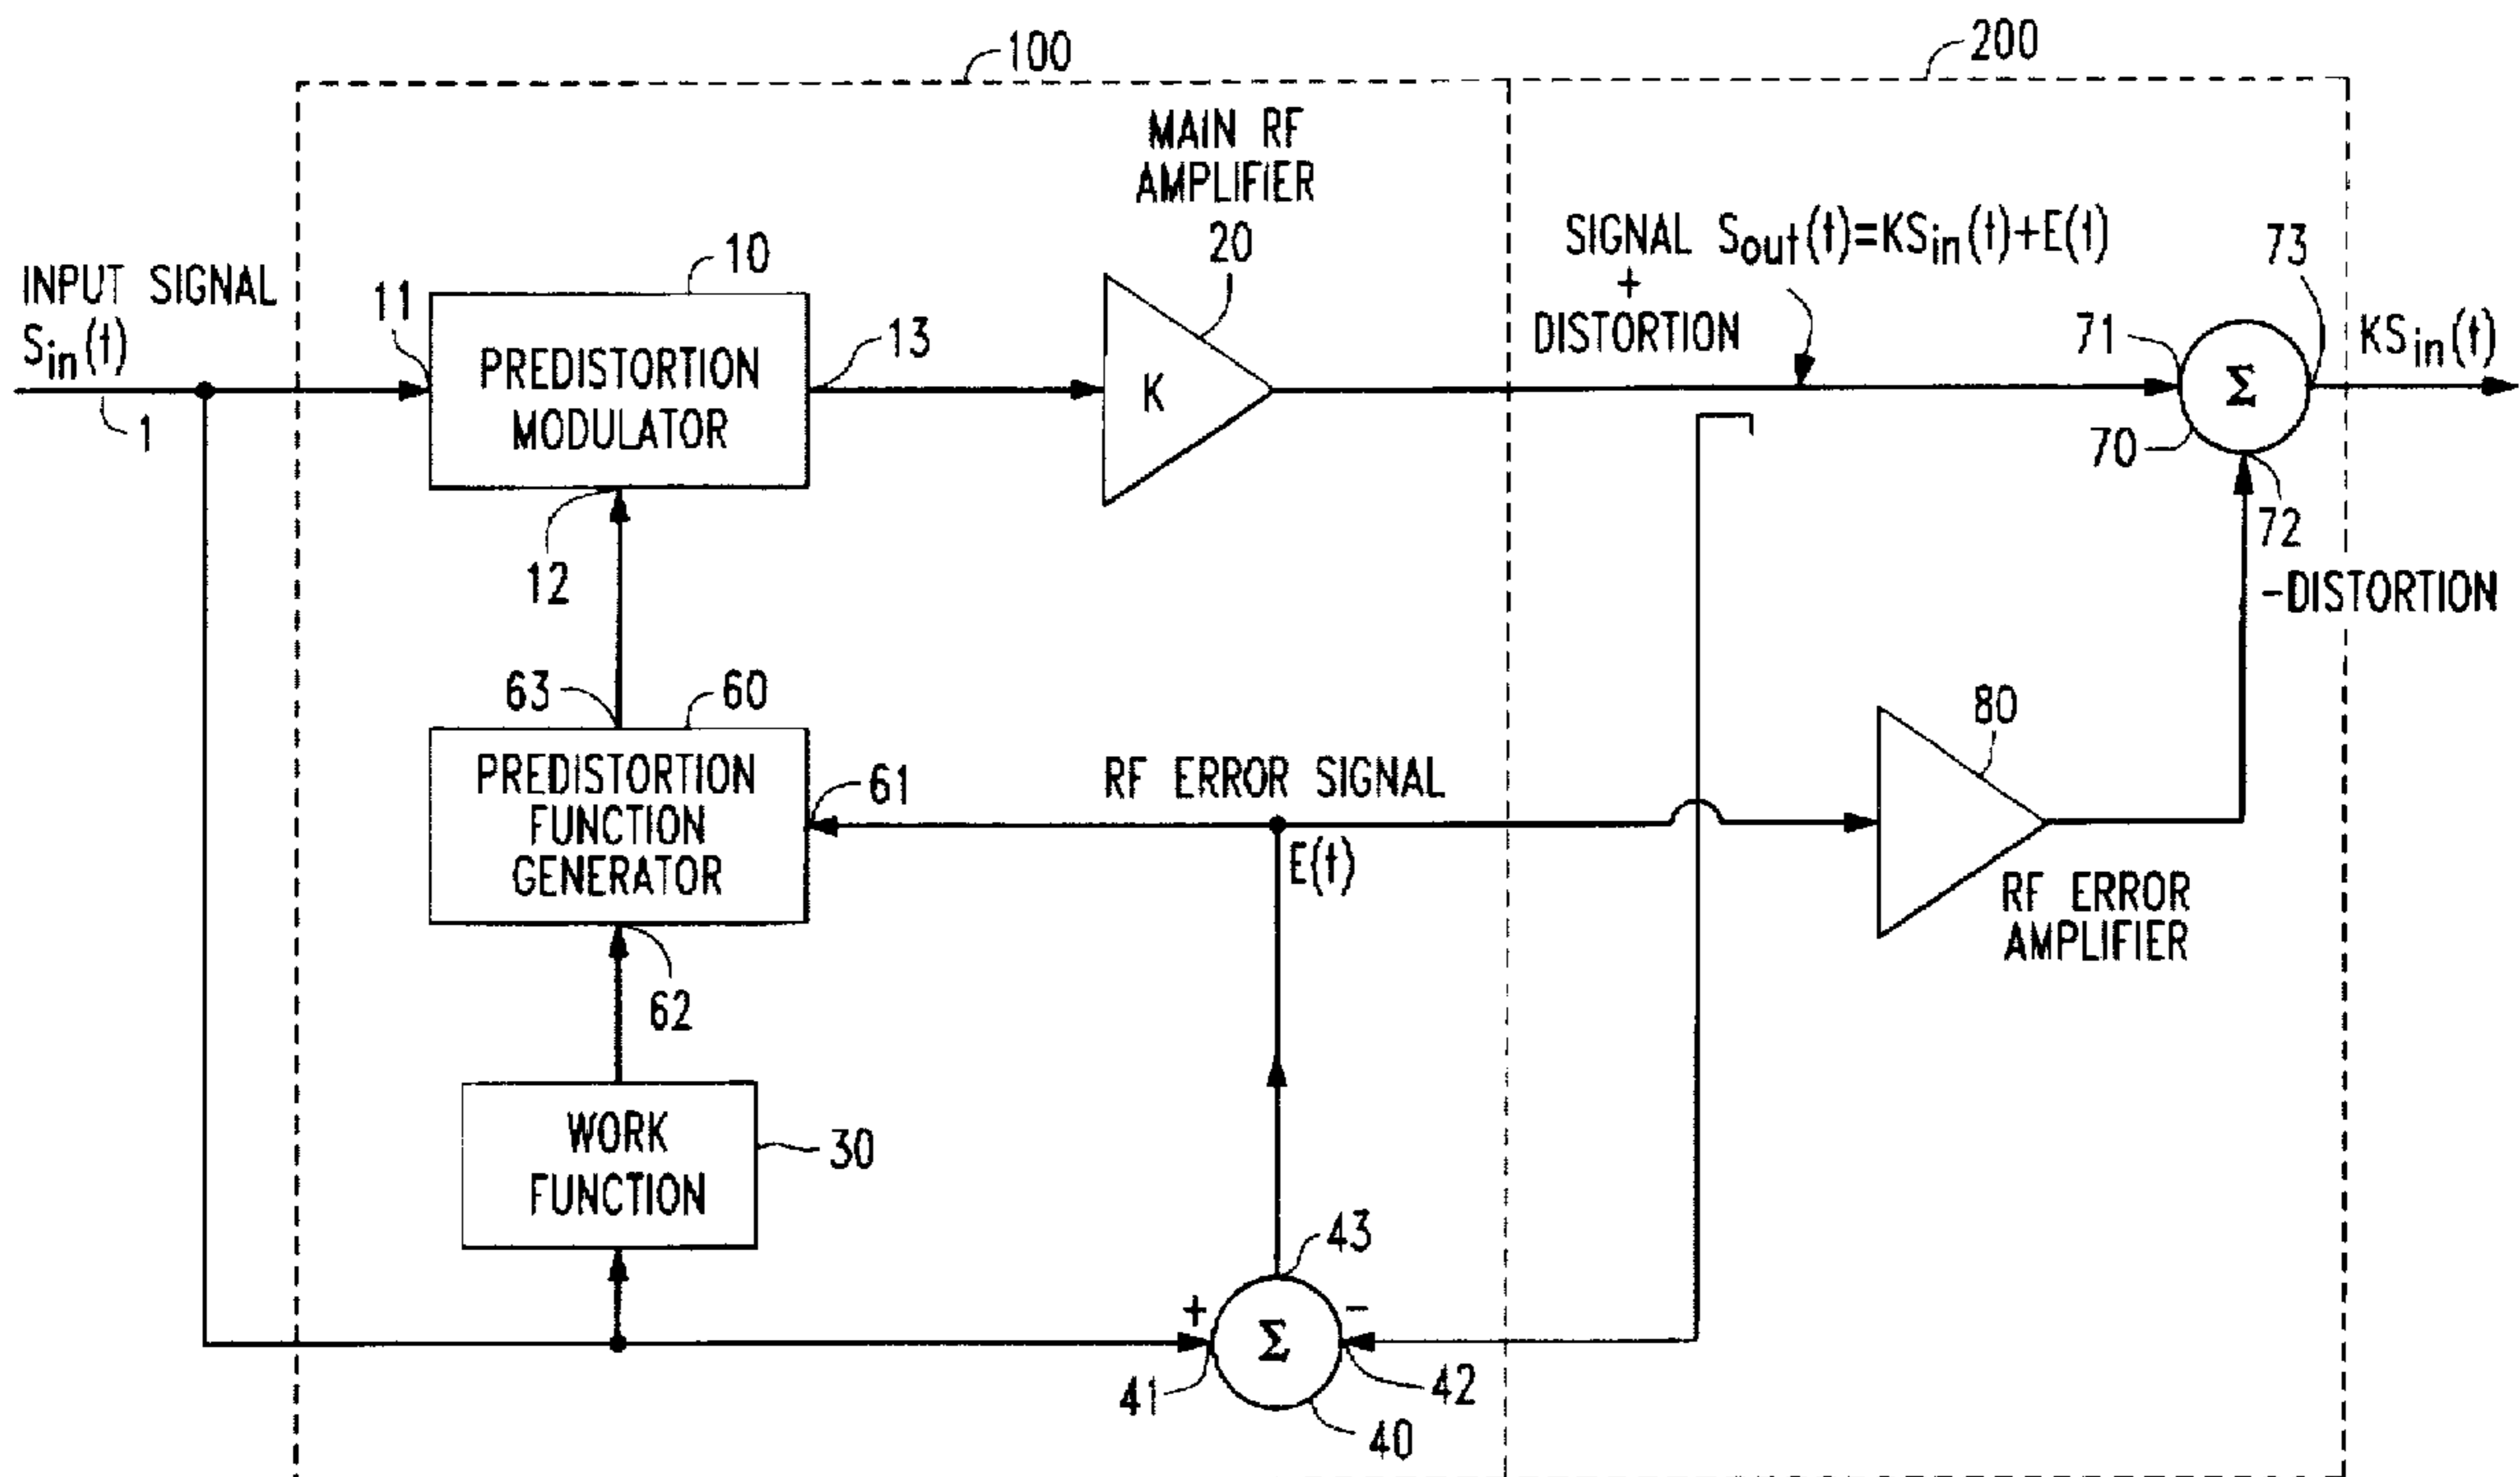 100
200
MAIN RF
AMPLIFIER
20
SIGNAL Sout(t)=KSin(t)+E(t)
+
DISTORTION
73
INPUT SIGNAL
Sin(t)
11
10
13
71
KSin(t)
PREDISTORTION
MODULATOR
K
Σ
1
70
12
72
-DISTORTION
63
60
80
PREDISTORTION
FUNCTION
GENERATOR
61
RF ERROR SIGNAL
E(t)
RF ERROR
AMPLIFIER
62
WORK
FUNCTION
30
43
+
-
Σ
41
42
40